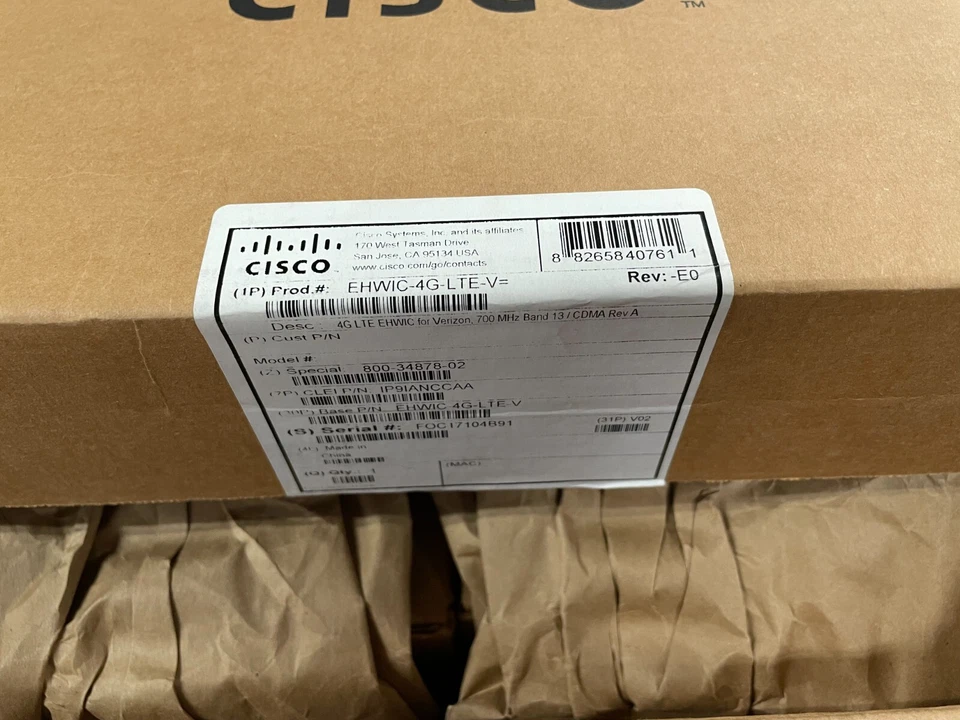 CISCO
TM
CISCO
Cisco Systems, Inc. and its affiliates
170 West Tasman Drive
San Jose, CA 95134 USA
www.cisco.com/go/contacts
8 82658 40761 1
(1P) Prod.#: EHWIC-4G-LTE-V=
Rev: -E0
Desc 4G LTE EHWIC for Verizon, 700 MHz Band 13 / CDMA Rev A
(P) Cust P/N
Model #
(Z) Special 800-34878-02
CLEI P/N IP9IANCCAA
Base P/N EHWIC-4G-LTE-V
(S) Serial #: FOC17104B91
(31P) V02
(4L) Made in
China
(Q) Qty.: 1
(MAC)